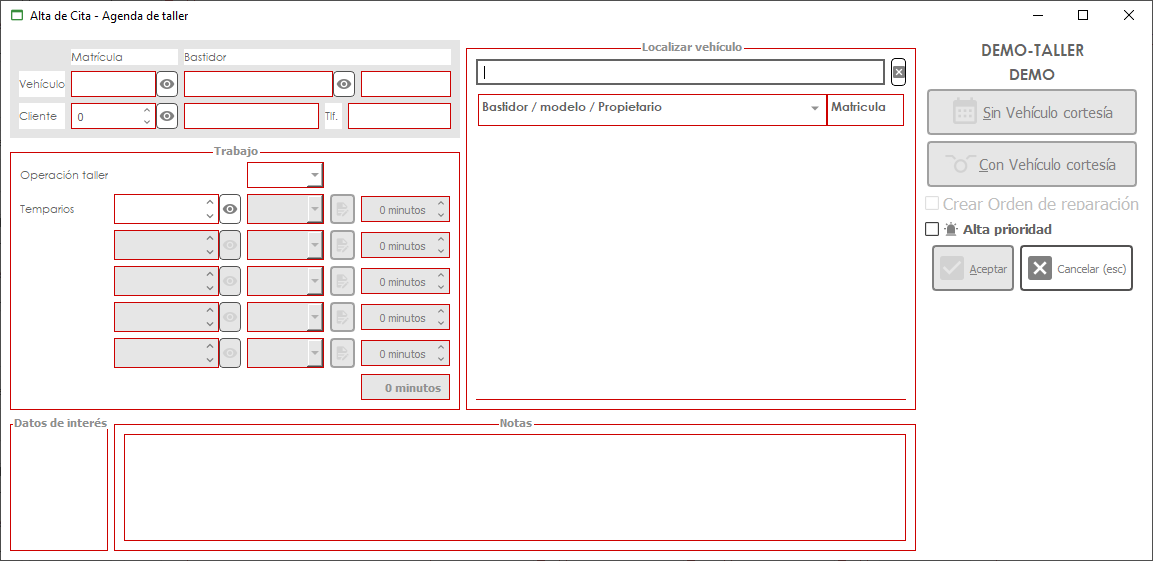 Alta de Cita - Agenda de taller
Matrícula Bastidor
Vehículo
Cliente 0 Tlf.
Trabajo
Operación taller
Temparios 0 minutos
0 minutos
0 minutos
0 minutos
0 minutos
0 minutos
Localizar vehículo
Bastidor / modelo / Propietario Matricula
DEMO-TALLER
DEMO
Sin Vehículo cortesía
Con Vehículo cortesía
Crear Orden de reparación
Alta prioridad
Aceptar Cancelar (esc)
Datos de interés
Notas